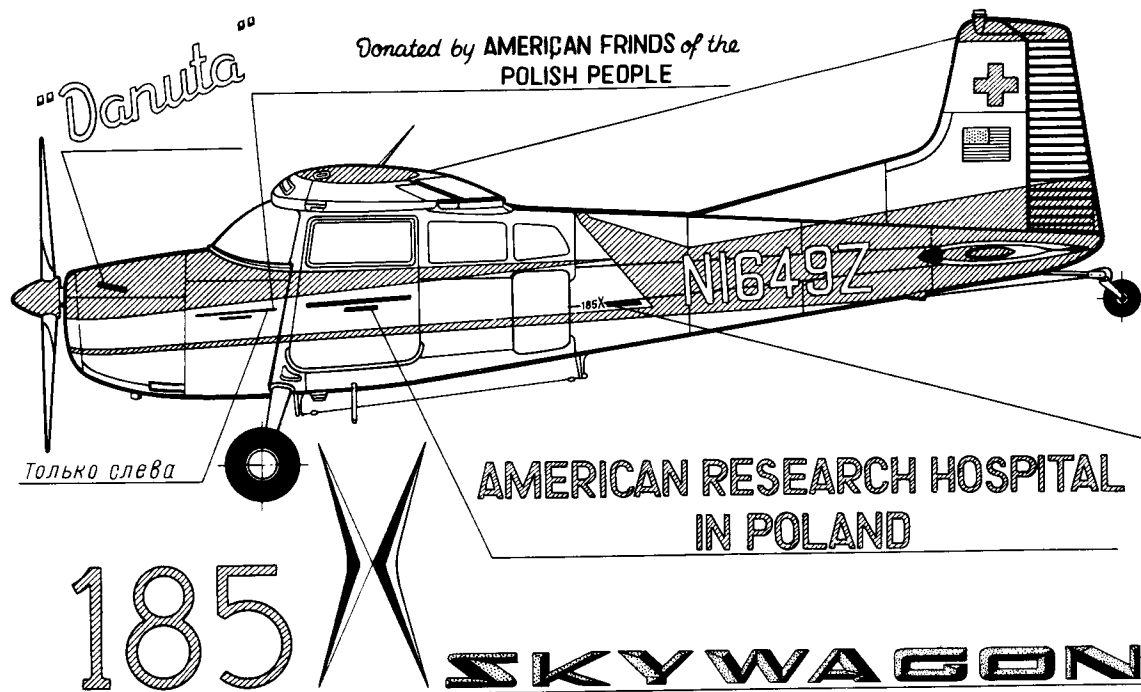 "Danuta"
Donated by AMERICAN FRINDS of the
POLISH PEOPLE
N1649Z
185X
Только слева
AMERICAN RESEARCH HOSPITAL
IN POLAND
185X
SKYWAGON